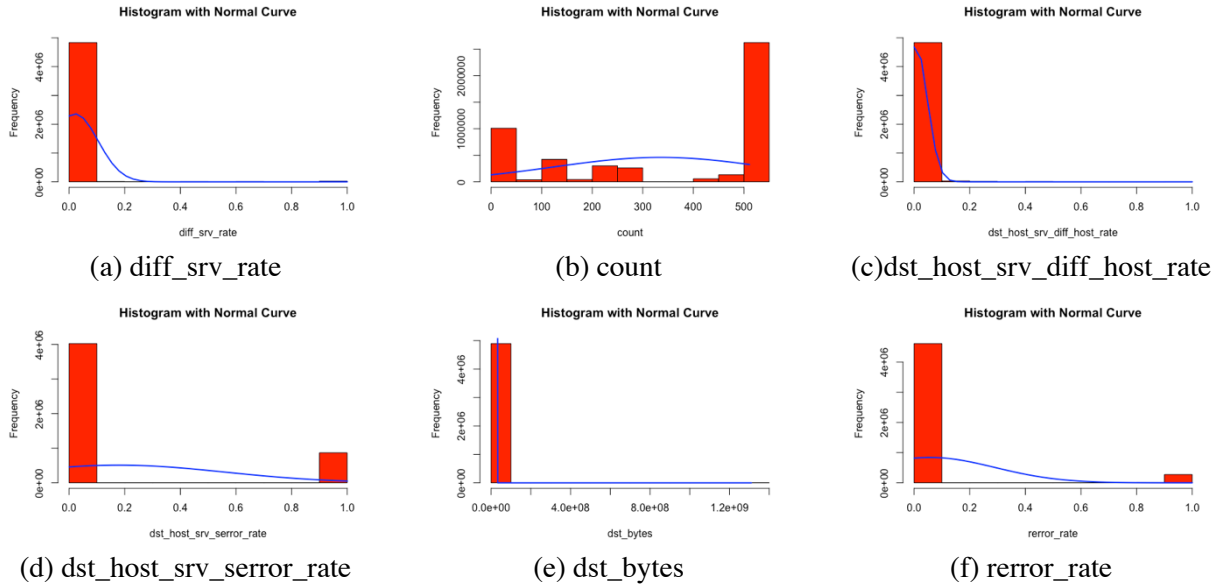 Histogram with Normal Curve
Frequency
0e+00 2e+06 4e+06
0.0 0.2 0.4 0.6 0.8 1.0
diff_srv_rate
(a) diff_srv_rate
Histogram with Normal Curve
Frequency
0 1000000 2000000
0 100 200 300 400 500
count
(b) count
Histogram with Normal Curve
Frequency
0e+00 2e+06 4e+06
0.0 0.2 0.4 0.6 0.8 1.0
dst_host_srv_diff_host_rate
(c)dst_host_srv_diff_host_rate
Histogram with Normal Curve
Frequency
0e+00 2e+06 4e+06
0.0 0.2 0.4 0.6 0.8 1.0
dst_host_srv_serror_rate
(d) dst_host_srv_serror_rate
Histogram with Normal Curve
Frequency
0e+00 2e+06 4e+06
0.0e+00 4.0e+08 8.0e+08 1.2e+09
dst_bytes
(e) dst_bytes
Histogram with Normal Curve
Frequency
0e+00 2e+06 4e+06
0.0 0.2 0.4 0.6 0.8 1.0
rerror_rate
(f) rerror_rate